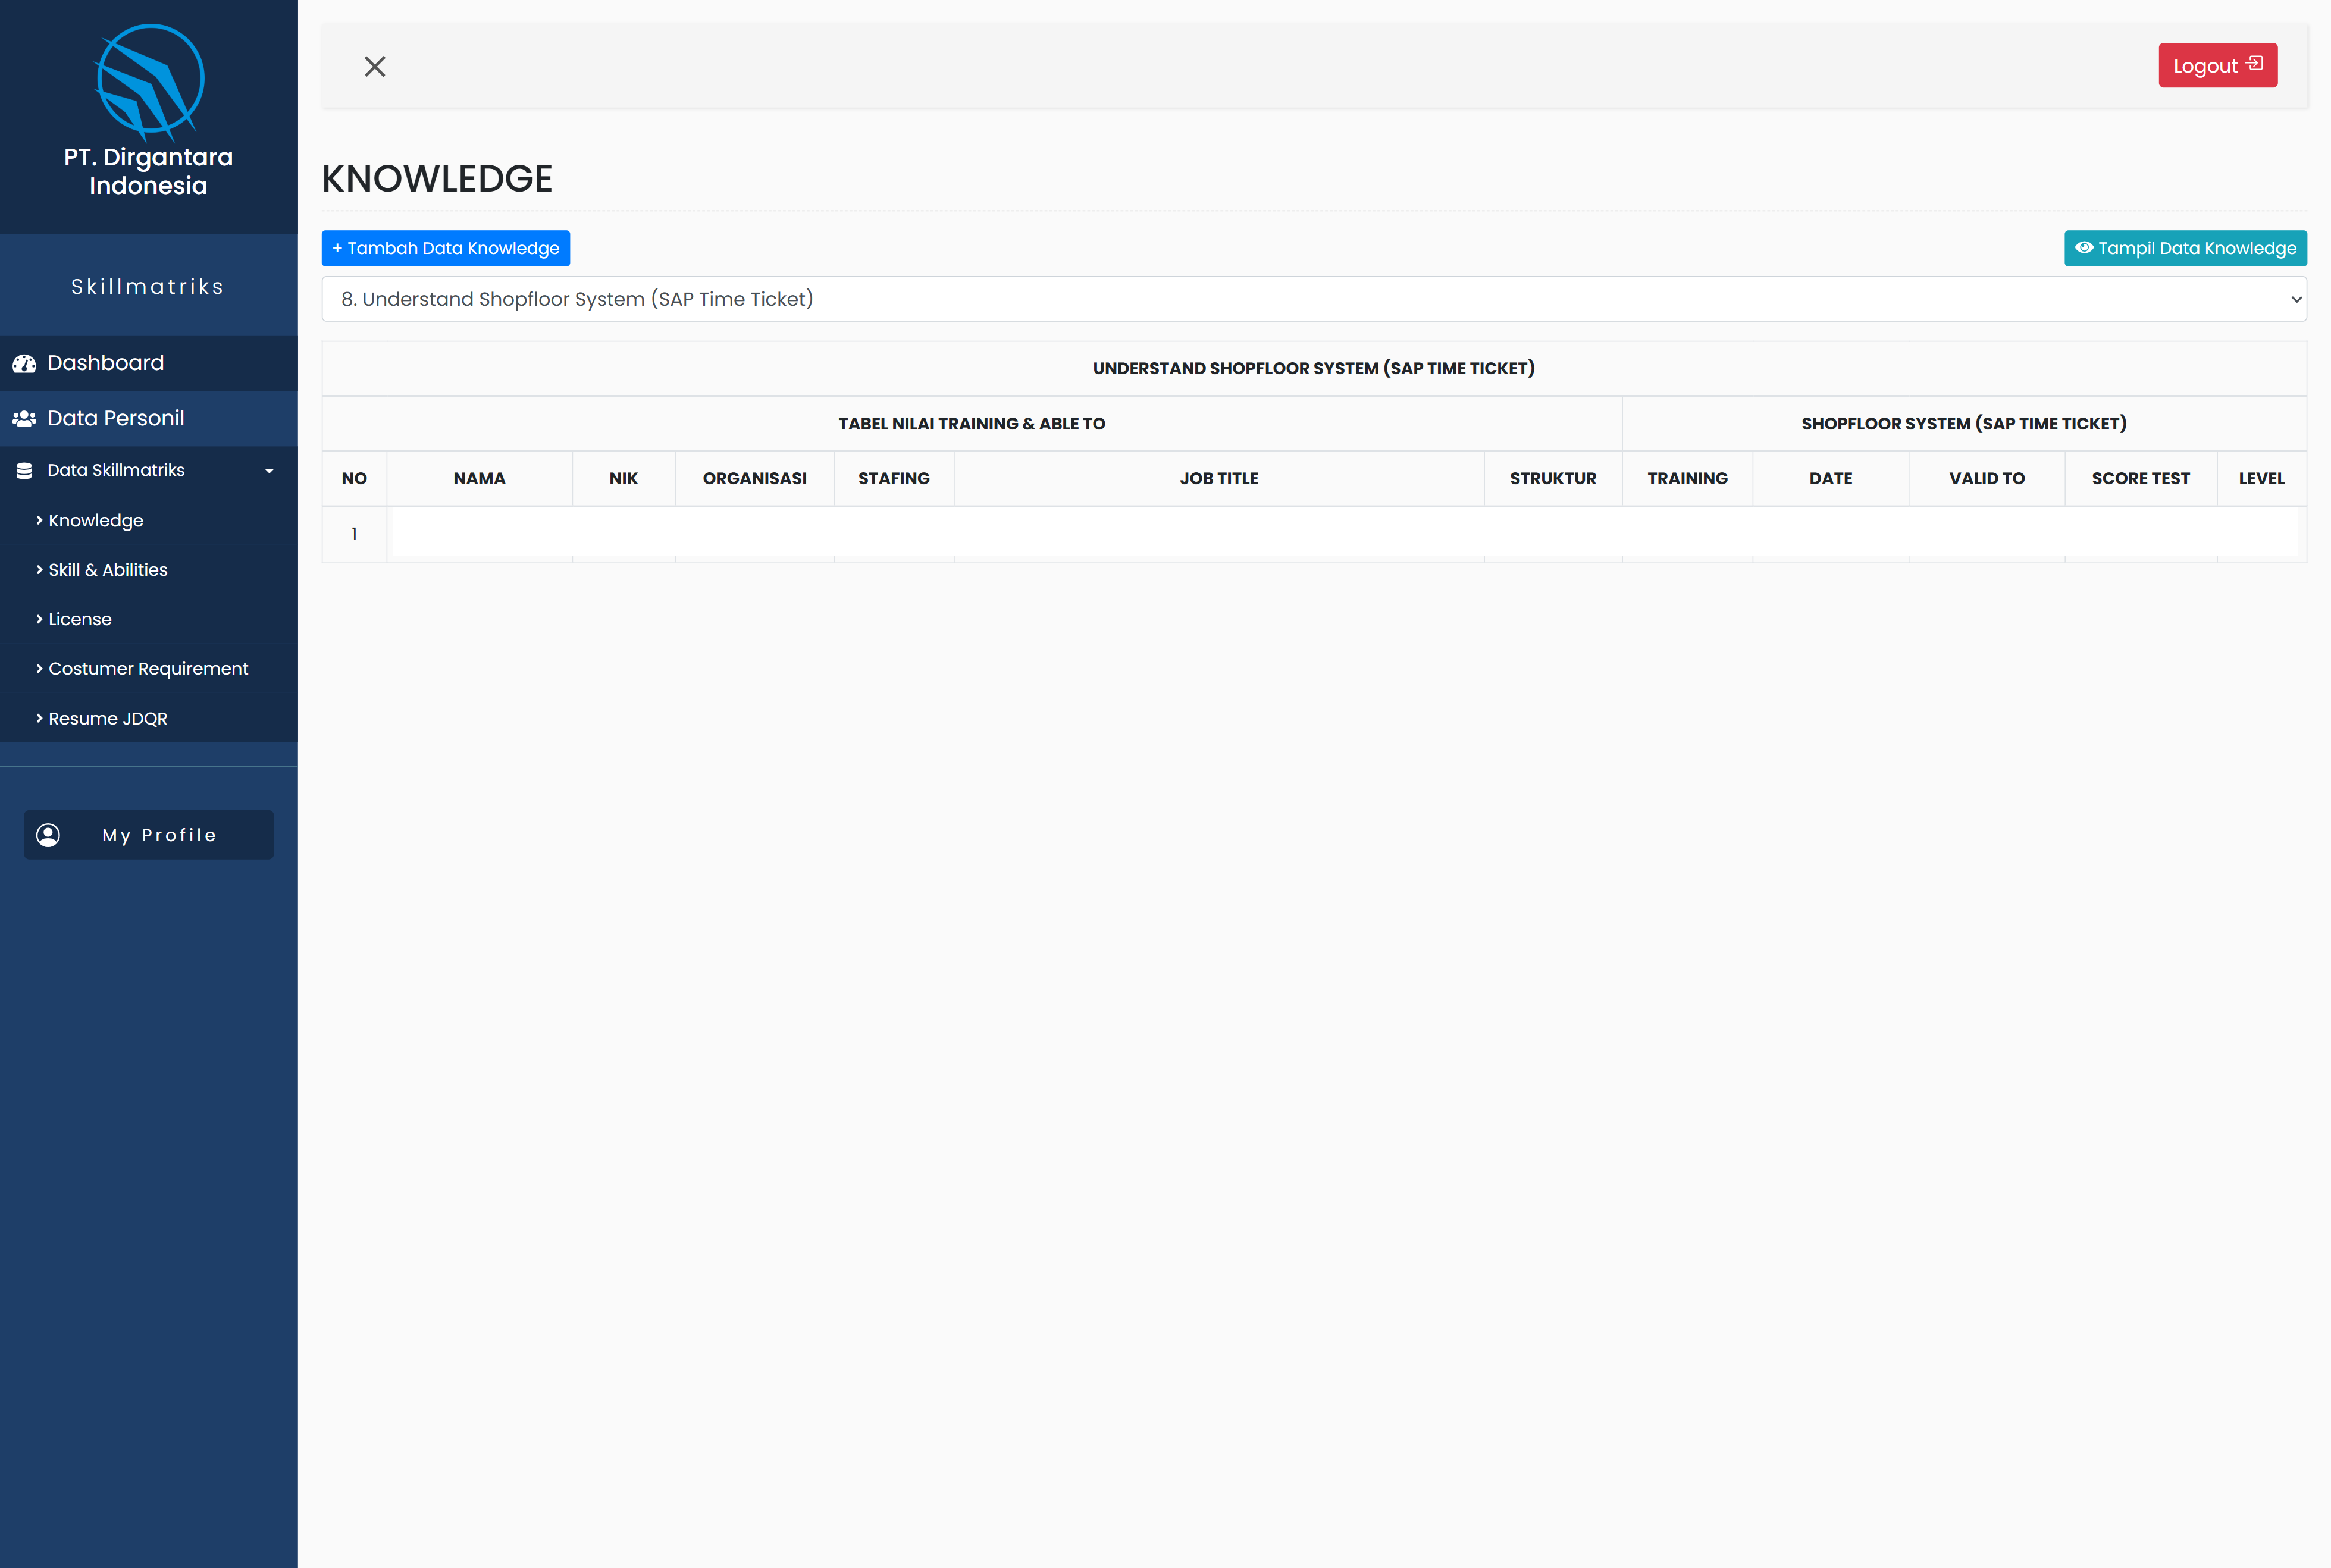 PT. Dirgantara
Indonesia
Skillmatriks
Dashboard
Data Personil
Data Skillmatriks
Knowledge
Skill & Abilities
License
Costumer Requirement
Resume JDQR
My Profile
Logout
KNOWLEDGE
+ Tambah Data Knowledge
Tampil Data Knowledge
8. Understand Shopfloor System (SAP Time Ticket)
UNDERSTAND SHOPFLOOR SYSTEM (SAP TIME TICKET)
TABEL NILAI TRAINING & ABLE TO SHOPFLOOR SYSTEM (SAP TIME TICKET)
NO NAMA NIK ORGANISASI STAFING JOB TITLE STRUKTUR TRAINING DATE VALID TO SCORE TEST LEVEL
1